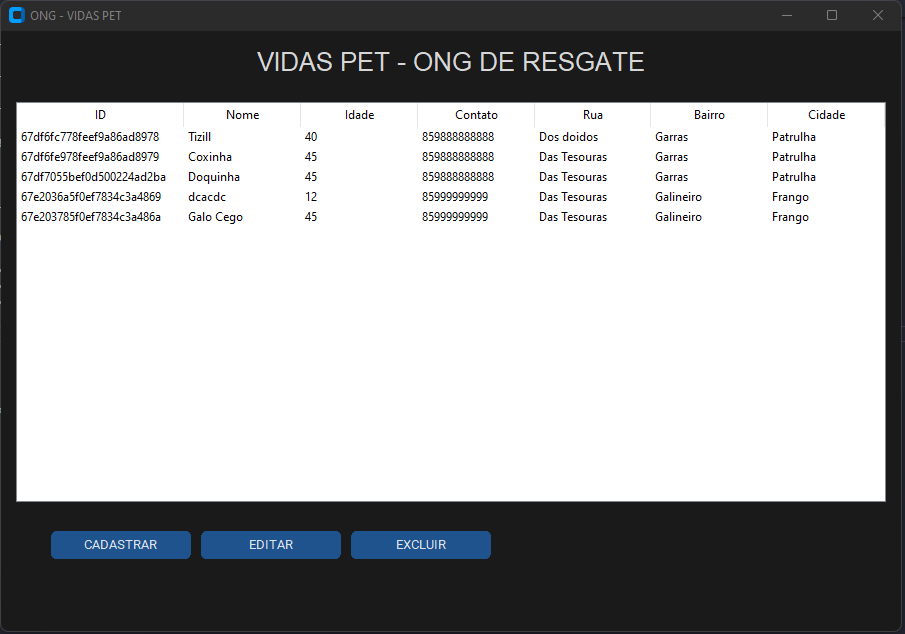 ONG - VIDAS PET
VIDAS PET - ONG DE RESGATE
ID Nome Idade Contato Rua Bairro Cidade
67df6fc778feef9a86ad8978 Tizill 40 859888888888 Dos doidos Garras Patrulha
67df6fe978feef9a86ad8979 Coxinha 45 859888888888 Das Tesouras Garras Patrulha
67df7055bef0d500224ad2ba Doquinha 45 859888888888 Das Tesouras Garras Patrulha
67e2036a5f0ef7834c3a4869 dcacdc 12 85999999999 Das Tesouras Galineiro Frango
67e203785f0ef7834c3a486a Galo Cego 45 85999999999 Das Tesouras Galineiro Frango
CADASTRAR EDITAR EXCLUIR